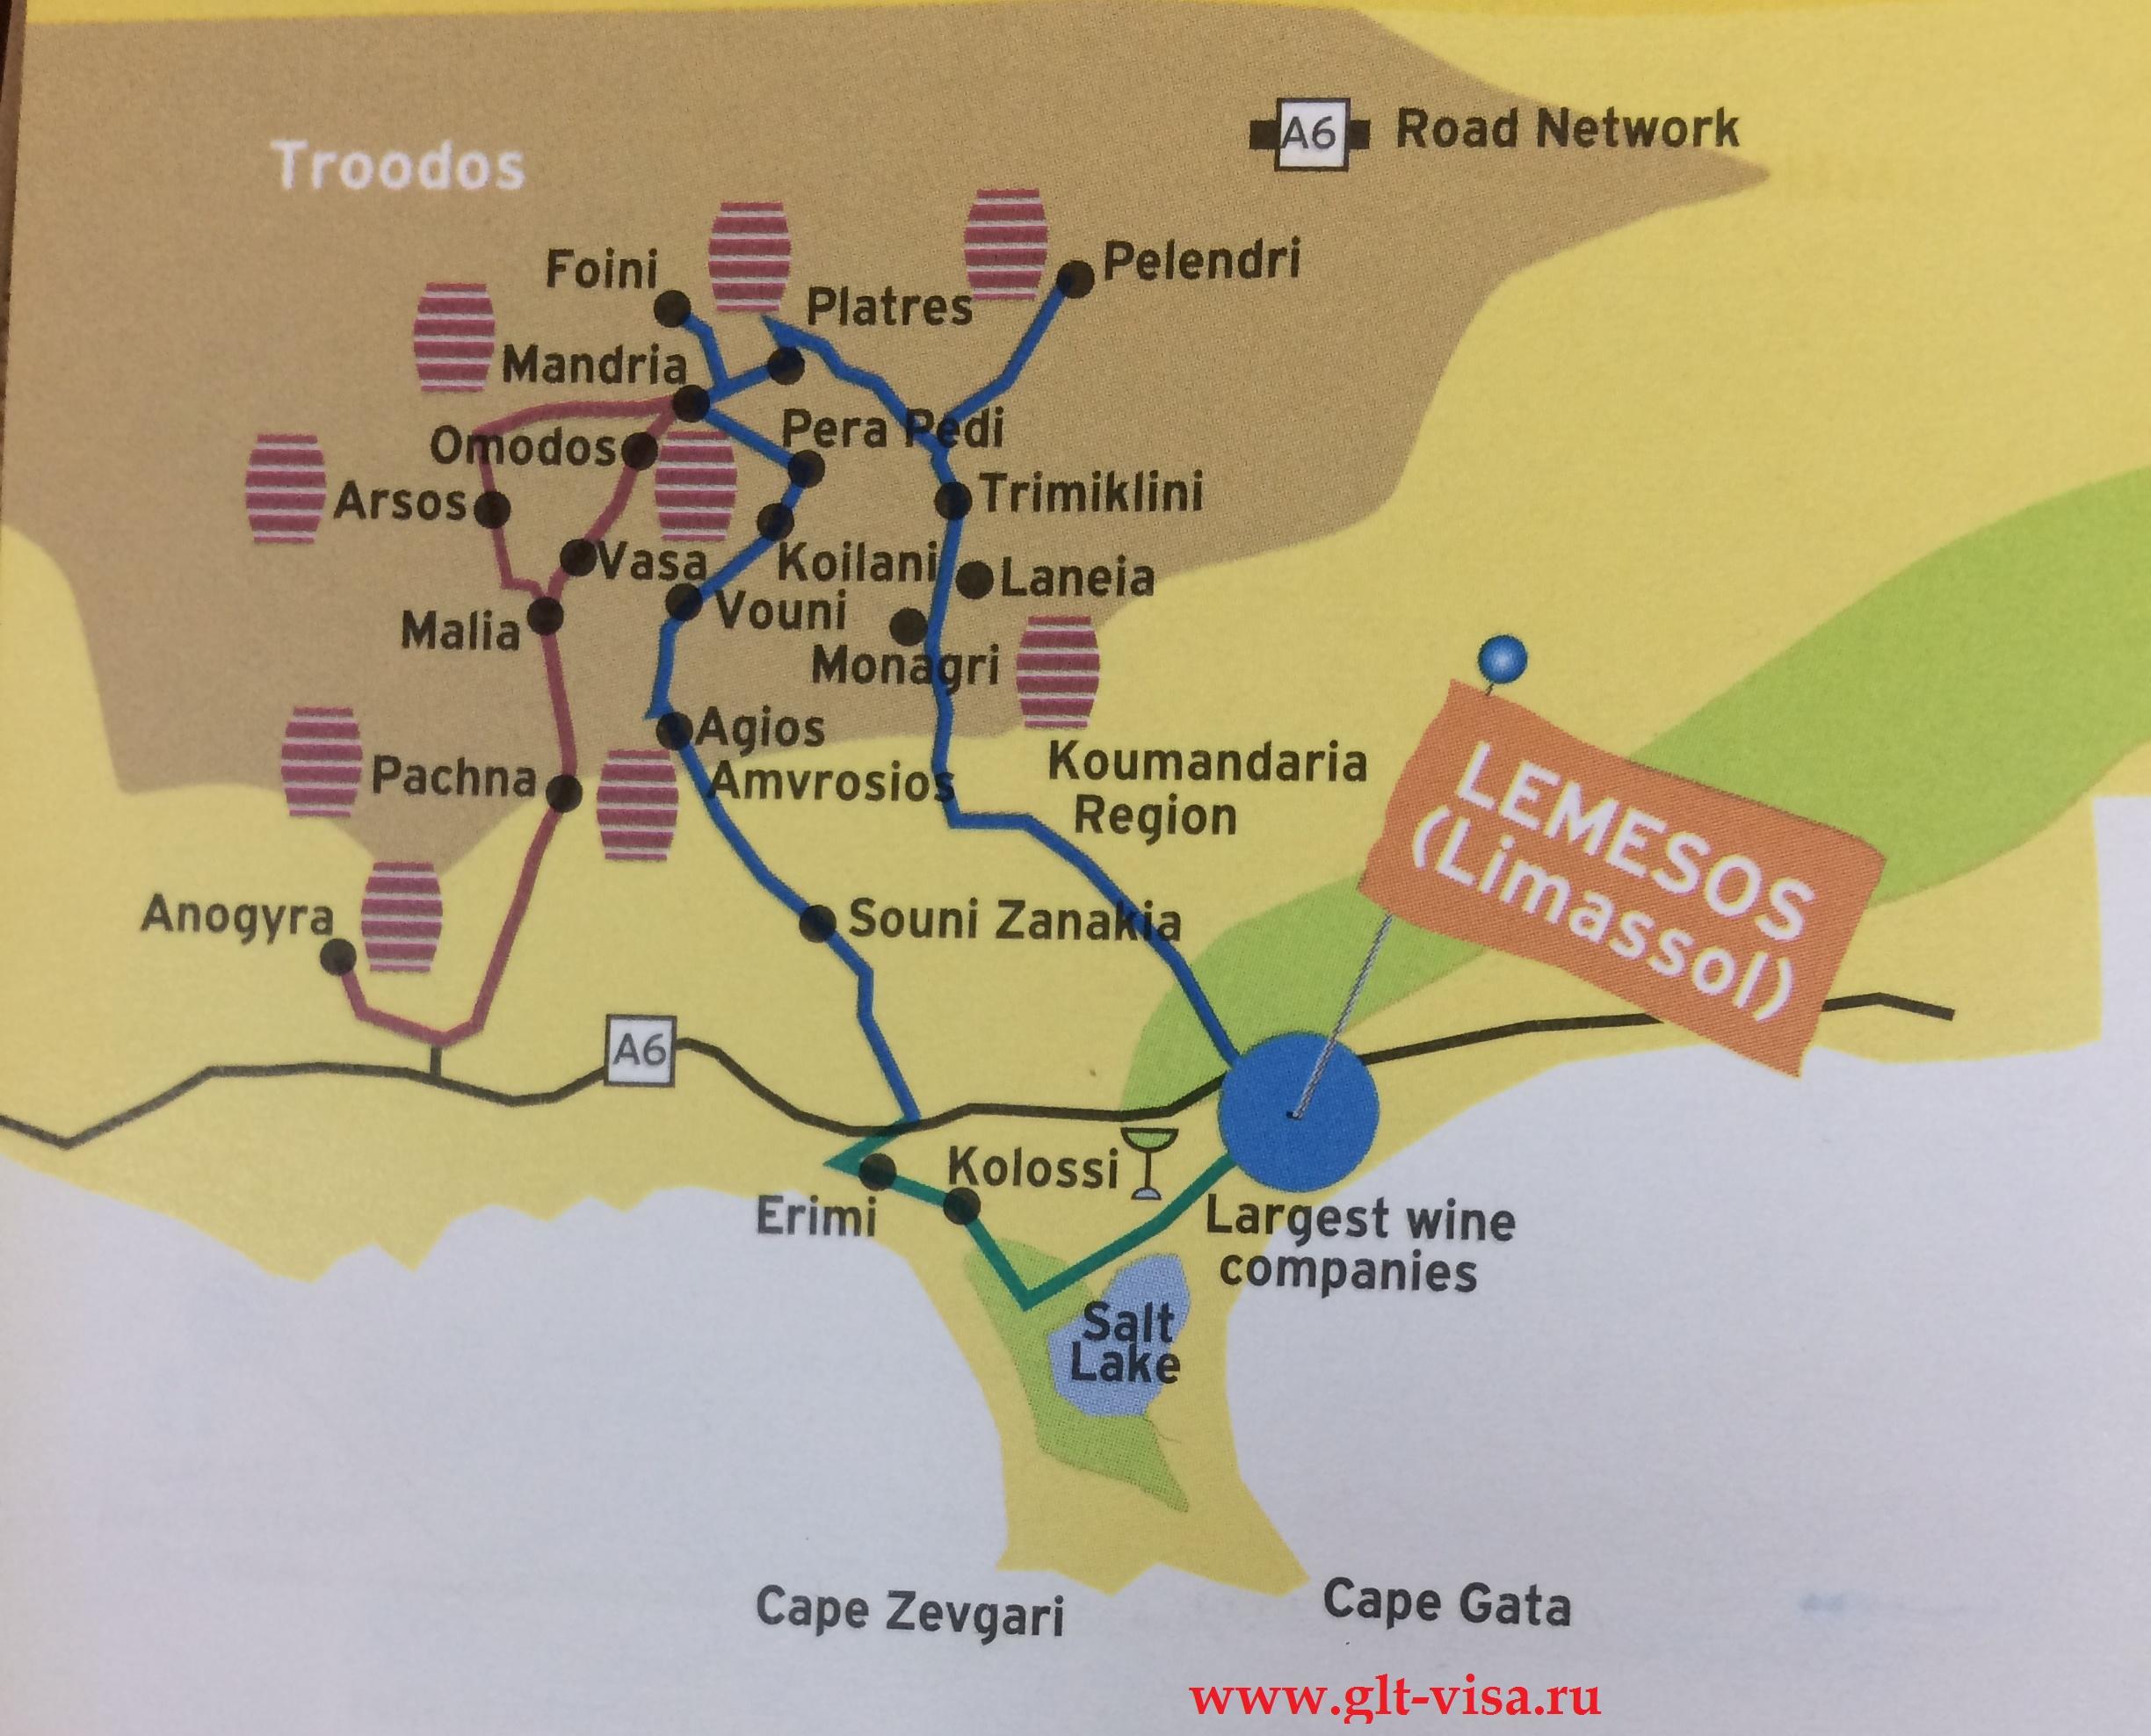 A6 Road Network
Troodos
Foini
Pelendri
Platres
Mandria
Pera Pedi
Omodos
Arsos
Trimiklini
Vasa
Koilani
Laneia
Vouni
Malia
Monagri
Agios
Amvrosios
Koumandaria
Region
Pachna
LEMESOS
(Limassol)
Anogyra
Souni Zanakia
A6
Kolossi
Erimi
Largest wine
companies
Salt
Lake
Cape Zevgari
Cape Gata
www.glt-visa.ru